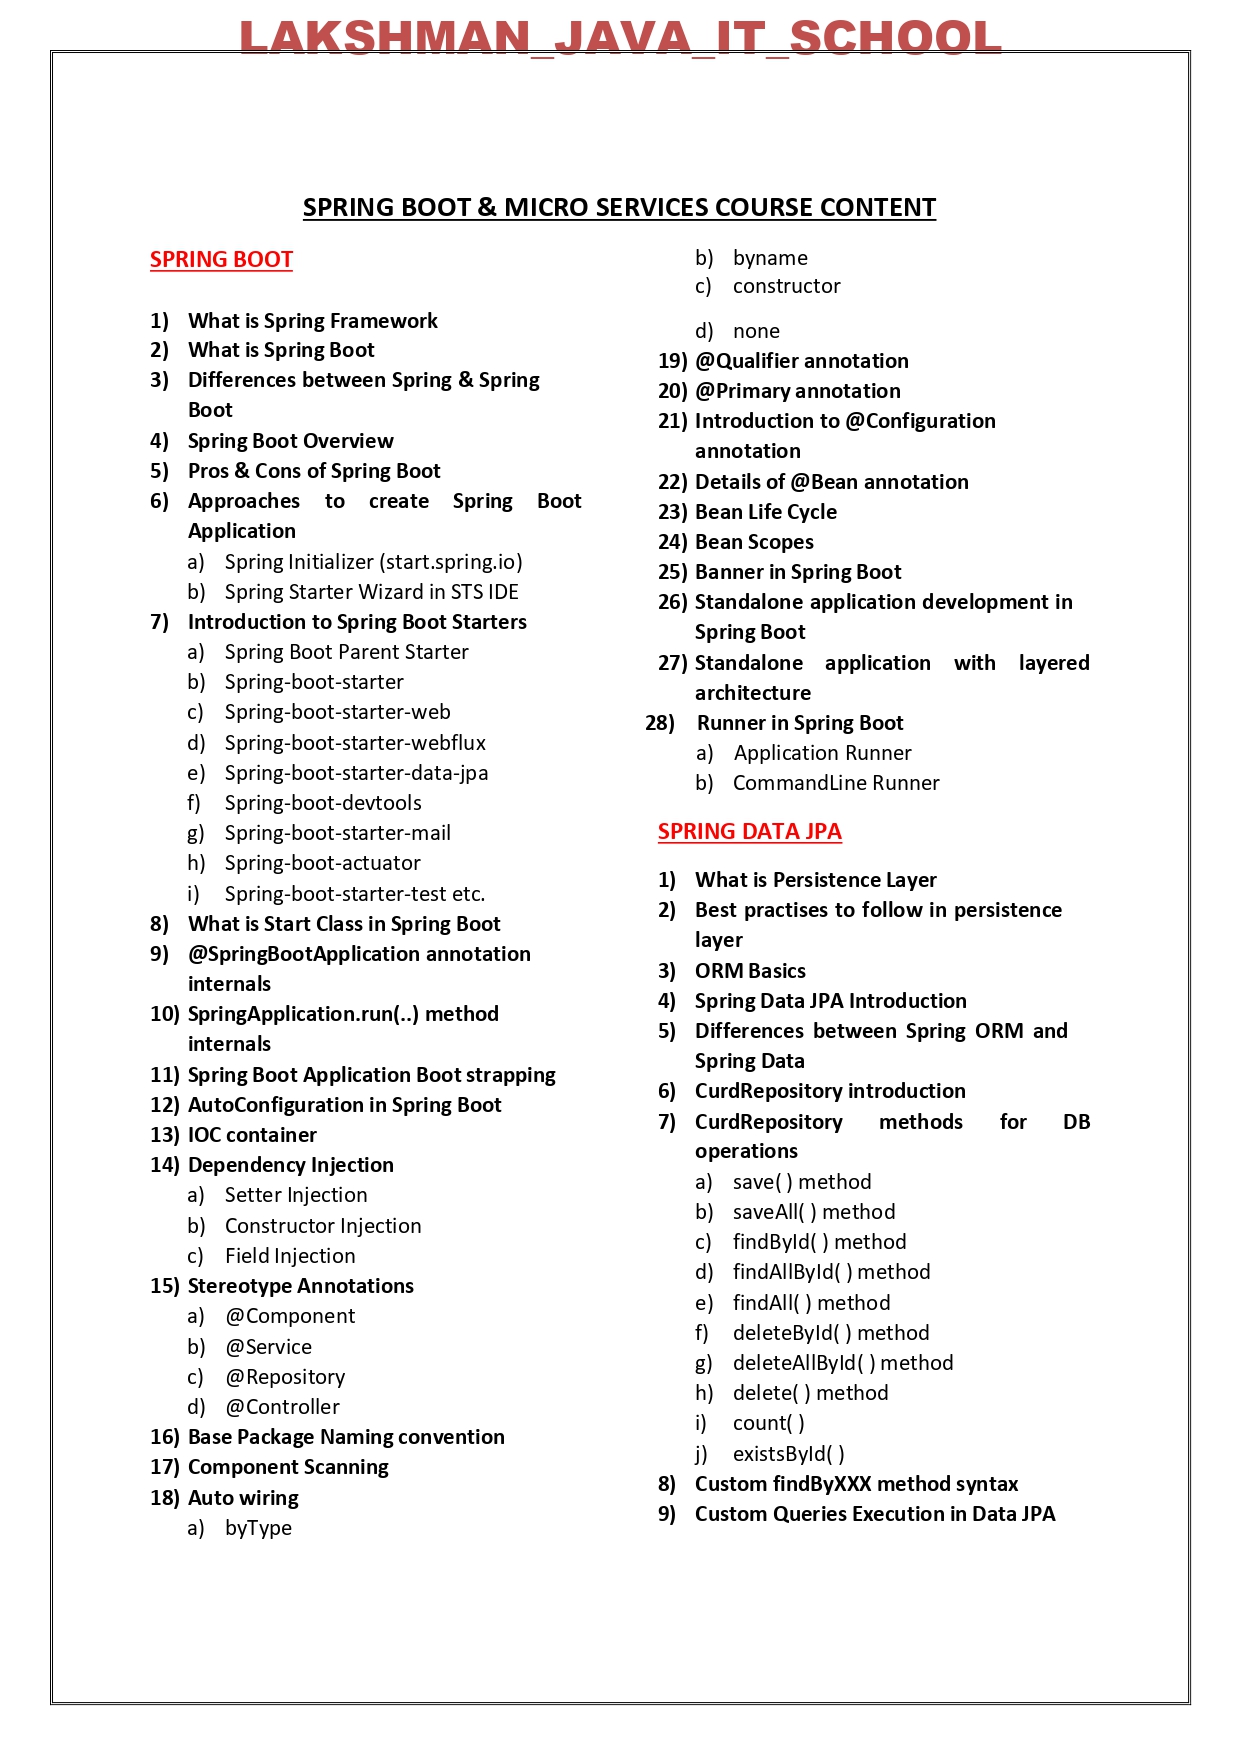 LAKSHMAN_JAVA_IT_SCHOOL
SPRING BOOT & MICRO SERVICES COURSE CONTENT
SPRING BOOT
1) What is Spring Framework
2) What is Spring Boot
3) Differences between Spring & Spring
Boot
4) Spring Boot Overview
5) Pros & Cons of Spring Boot
6) Approaches to create Spring Boot
Application
a) Spring Initializer (start.spring.io)
b) Spring Starter Wizard in STS IDE
7) Introduction to Spring Boot Starters
a) Spring Boot Parent Starter
b) Spring-boot-starter
c) Spring-boot-starter-web
d) Spring-boot-starter-webflux
e) Spring-boot-starter-data-jpa
f) Spring-boot-devtools
g) Spring-boot-starter-mail
h) Spring-boot-actuator
i) Spring-boot-starter-test etc.
8) What is Start Class in Spring Boot
9) @SpringBootApplication annotation
internals
10) SpringApplication.run(..) method
internals
11) Spring Boot Application Boot strapping
12) AutoConfiguration in Spring Boot
13) IOC container
14) Dependency Injection
a) Setter Injection
b) Constructor Injection
c) Field Injection
15) Stereotype Annotations
a) @Component
b) @Service
c) @Repository
d) @Controller
16) Base Package Naming convention
17) Component Scanning
18) Auto wiring
a) byType
b) byname
c) constructor
d) none
19) @Qualifier annotation
20) @Primary annotation
21) Introduction to @Configuration
annotation
22) Details of @Bean annotation
23) Bean Life Cycle
24) Bean Scopes
25) Banner in Spring Boot
26) Standalone application development in
Spring Boot
27) Standalone application with layered
architecture
28) Runner in Spring Boot
a) Application Runner
b) CommandLine Runner
SPRING DATA JPA
1) What is Persistence Layer
2) Best practises to follow in persistence
layer
3) ORM Basics
4) Spring Data JPA Introduction
5) Differences between Spring ORM and
Spring Data
6) CurdRepository introduction
7) CurdRepository methods for DB
operations
a) save( ) method
b) saveAll( ) method
c) findById( ) method
d) findAllById( ) method
e) findAll( ) method
f) deleteById( ) method
g) deleteAllById( ) method
h) delete( ) method
i) count( )
j) existsById( )
8) Custom findByXXX method syntax
9) Custom Queries Execution in Data JPA